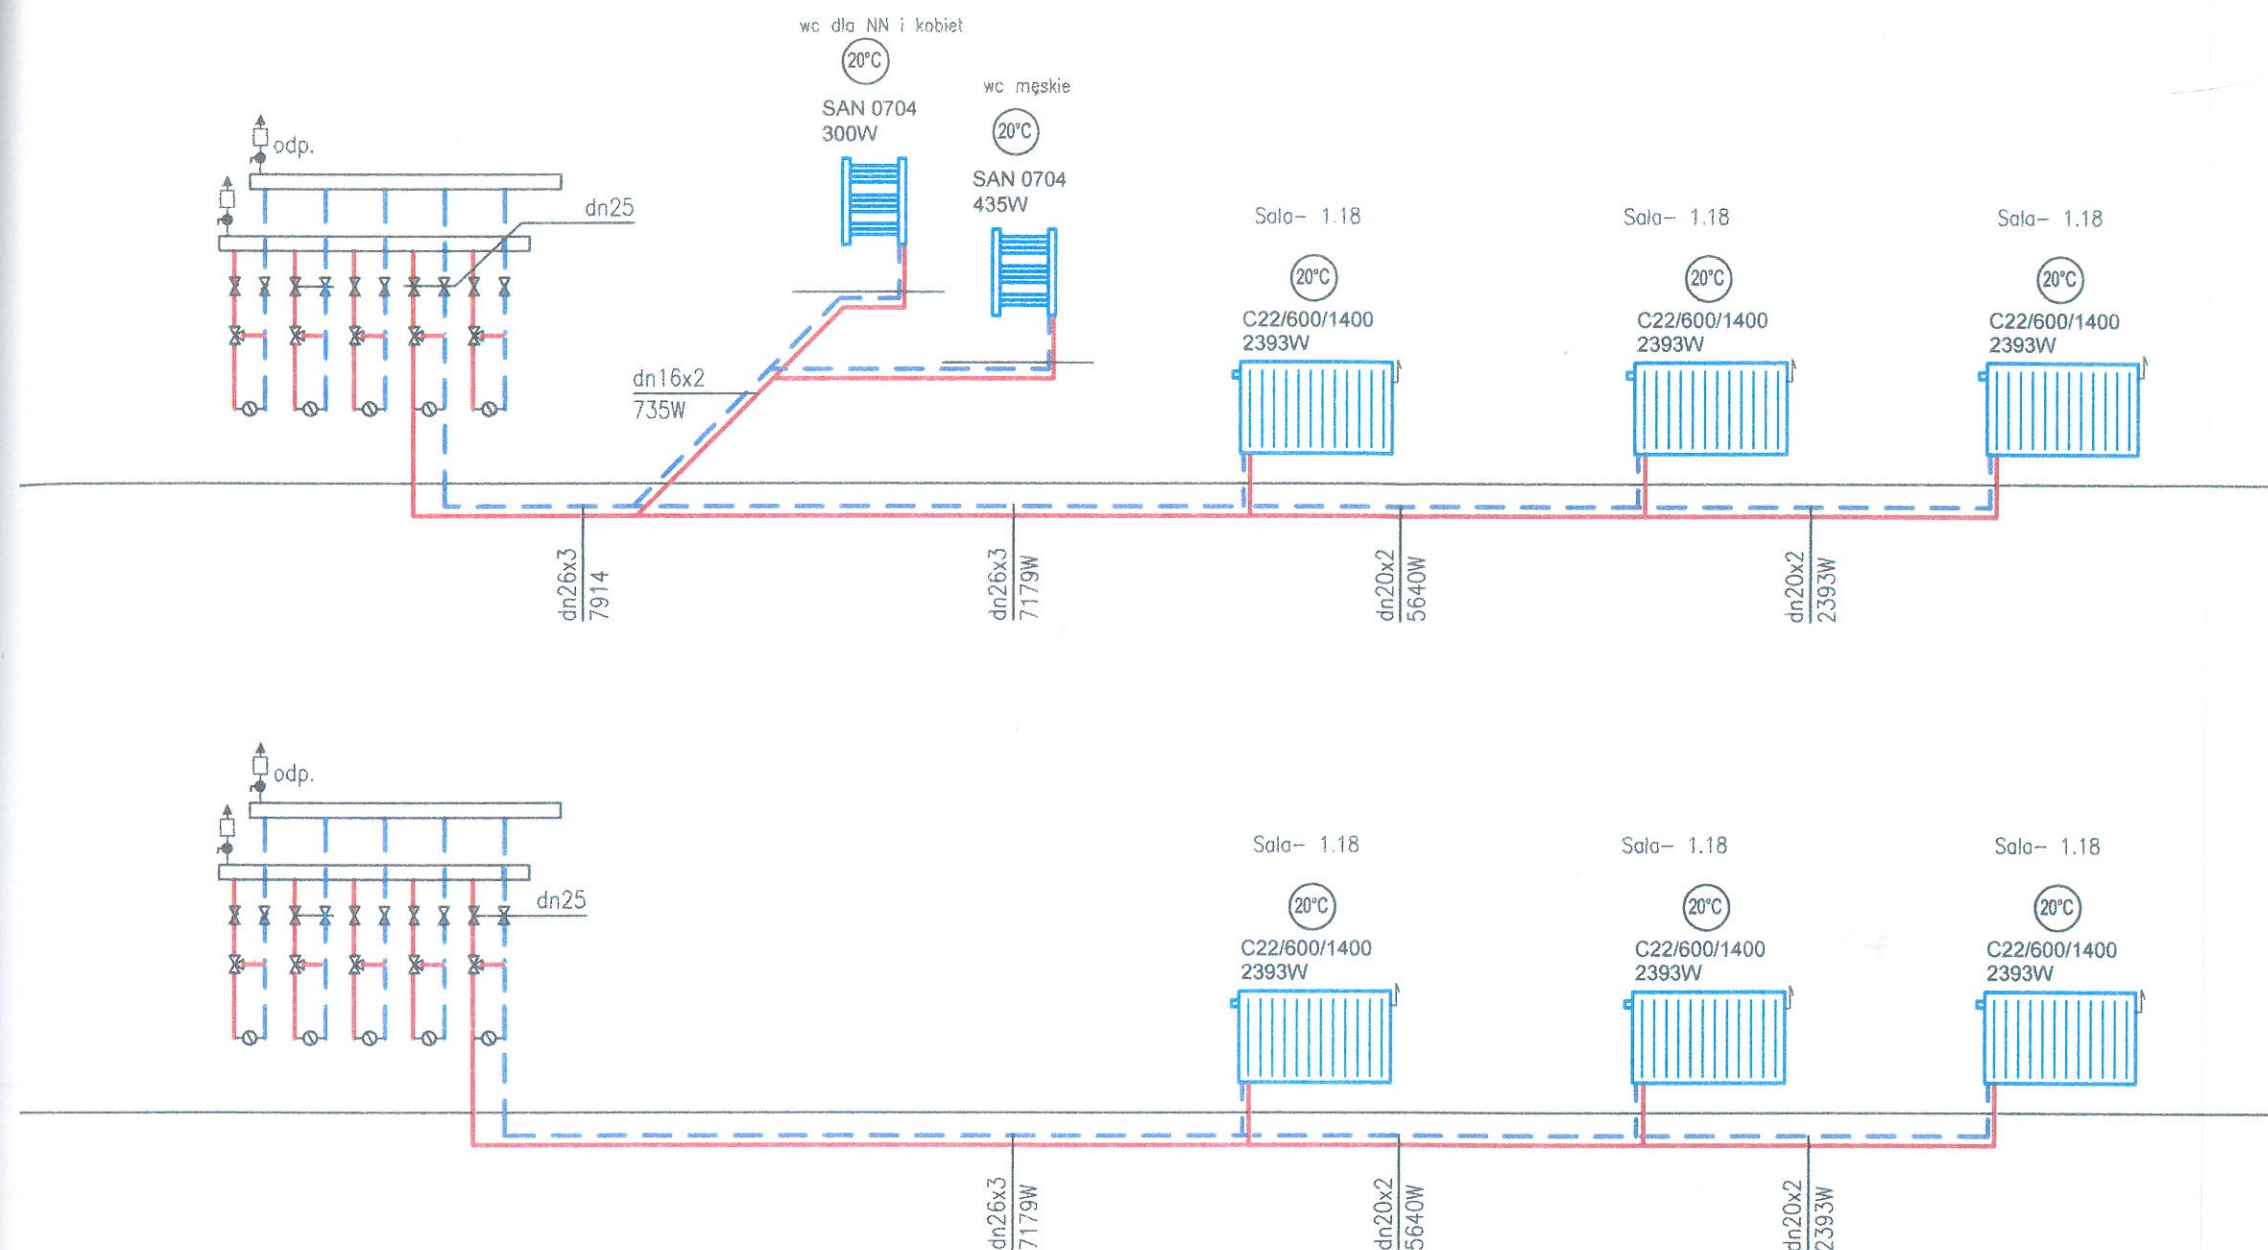 wc dla NN i kobiet
20°C
SAN 0704
300W
wc męskie
20°C
SAN 0704
435W
odp.
dn25
dn16x2
735W
Sala- 1.18
20°C
C22/600/1400
2393W
Sala- 1.18
20°C
C22/600/1400
2393W
Sala- 1.18
20°C
C22/600/1400
2393W
dn26x3
7914
dn26x3
7179W
dn20x2
5640W
dn20x2
2393W
odp.
dn25
Sala- 1.18
20°C
C22/600/1400
2393W
Sala- 1.18
20°C
C22/600/1400
2393W
Sala- 1.18
20°C
C22/600/1400
2393W
dn26x3
7179W
dn20x2
5640W
dn20x2
2393W